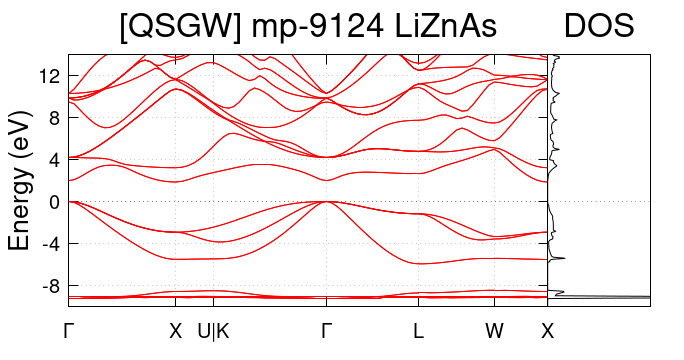 [QSGW] mp-9124 LiZnAs DOS
Energy (eV)
12
8
4
0
-4
-8
Γ X U|K Γ L W X